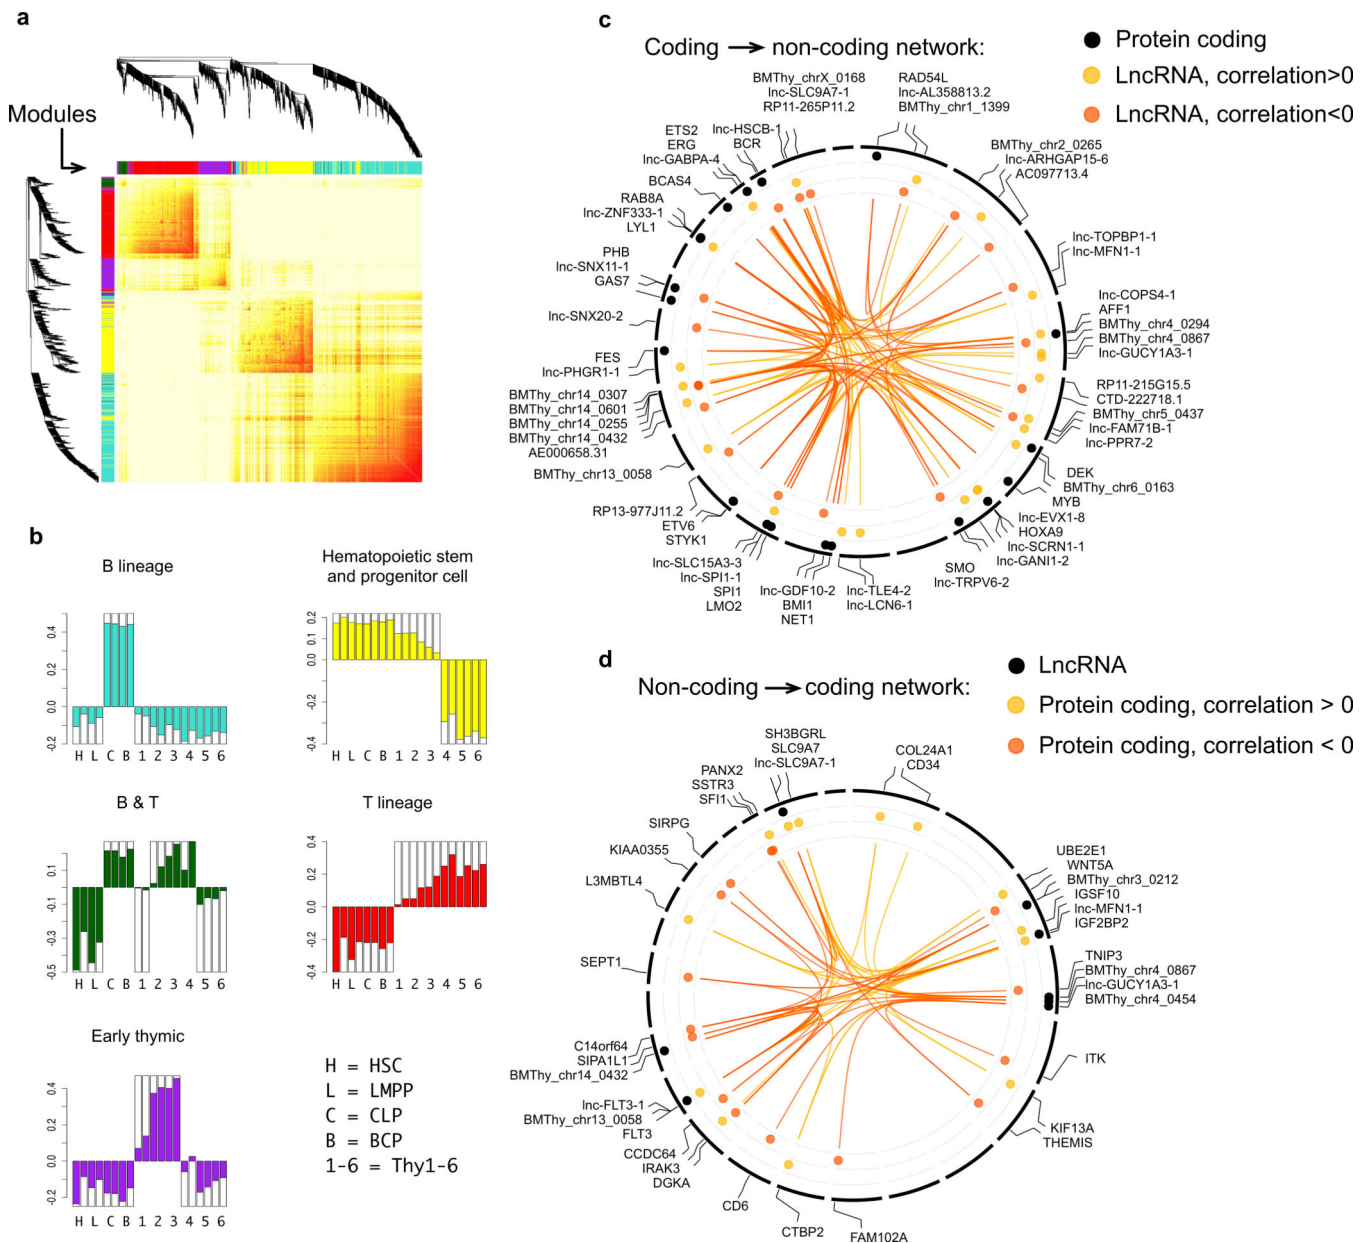 a
Modules
b
B lineage
0.4
0.2
0.0
-0.2
H L C B 1 2 3 4 5 6
Hematopoietic stem
and progenitor cell
0.2
0.0
-0.2
-0.4
H L C B 1 2 3 4 5 6
B & T
0.1
-0.1
-0.3
-0.5
H L C B 1 2 3 4 5 6
T lineage
0.4
0.2
0.0
-0.2
-0.4
H L C B 1 2 3 4 5 6
Early thymic
0.4
0.2
0.0
-0.2
H L C B 1 2 3 4 5 6
H = HSC
L = LMPP
C = CLP
B = BCP
1-6 = Thy1-6
c
Coding → non-coding network:
Protein coding
LncRNA, correlation>0
LncRNA, correlation<0
BMThy_chrX_0168
lnc-SLC9A7-1
RP11-265P11.2
RAD54L
lnc-AL358813.2
BMThy_chr1_1399
BMThy_chr2_0265
lnc-ARHGAP15-6
AC097713.4
lnc-TOPBP1-1
lnc-MFN1-1
lnc-COPS4-1
AFF1
BMThy_chr4_0294
BMThy_chr4_0867
lnc-GUCY1A3-1
RP11-215G15.5
CTD-222718.1
BMThy_chr5_0437
lnc-FAM71B-1
lnc-PPR7-2
DEK
BMThy_chr6_0163
MYB
lnc-EVX1-8
HOXA9
lnc-SCRN1-1
lnc-GANI1-2
SMO
lnc-TRPV6-2
lnc-TLE4-2
lnc-LCN6-1
lnc-GDF10-2
BMI1
NET1
lnc-SLC15A3-3
lnc-SPI1-1
SPI1
LMO2
RP13-977J11.2
ETV6
STYK1
BMThy_chr13_0058
BMThy_chr14_0307
BMThy_chr14_0601
BMThy_chr14_0255
BMThy_chr14_0432
AE000658.31
FES
lnc-PHGR1-1
lnc-SNX20-2
PHB
lnc-SNX11-1
GAS7
RAB8A
lnc-ZNF333-1
LYL1
BCAS4
ETS2
ERG
lnc-GABPA-4
lnc-HSCB-1
BCR
d
Non-coding → coding network:
LncRNA
Protein coding, correlation > 0
Protein coding, correlation < 0
SH3BGRL
SLC9A7
lnc-SLC9A7-1
COL24A1
CD34
UBE2E1
WNT5A
BMThy_chr3_0212
IGSF10
lnc-MFN1-1
IGF2BP2
TNIP3
BMThy_chr4_0867
lnc-GUCY1A3-1
BMThy_chr4_0454
ITK
KIF13A
THEMIS
FAM102A
CTBP2
CD6
CCDC64
IRAK3
DGKA
lnc-FLT3-1
BMThy_chr13_0058
FLT3
C14orf64
SIPA1L1
BMThy_chr14_0432
SEPT1
L3MBTL4
KIAA0355
SIRPG
PANX2
SSTR3
SFI1